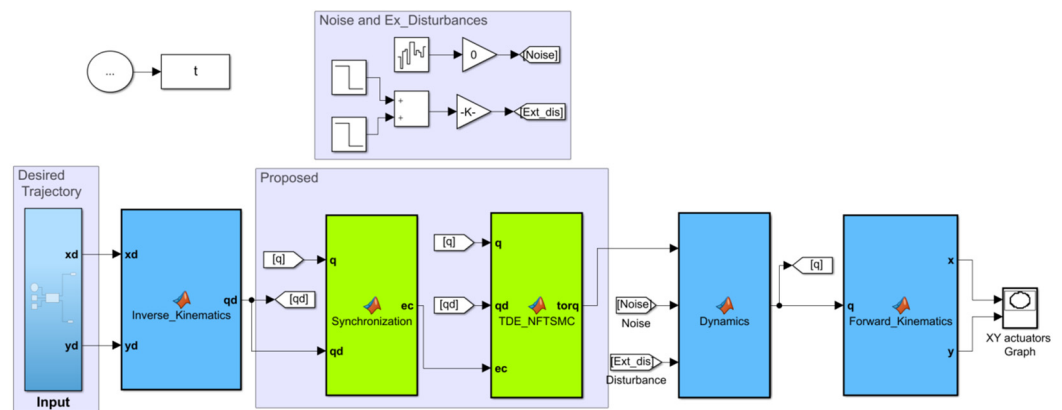 Noise and Ex_Disturbances
...
t
0
[Noise]
+
+
-K-
[Ext_dis]
Desired
Trajectory
Proposed
xd
yd
Input
xd
yd
qd
Inverse_Kinematics
[qd]
[q]
q
qd
ec
Synchronization
[q]
[qd]
q
qd
ec
torq
TDE_NFTSMC
[Noise]
Noise
[Ext_dis]
Disturbance
Dynamics
[q]
q
x
y
Forward_Kinematics
XY actuators
Graph